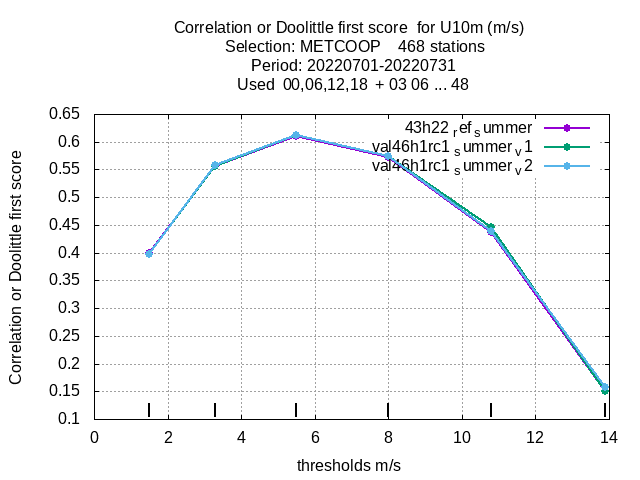 Correlation or Doolittle first score  for U10m (m/s)
Selection: METCOOP    468 stations
Period: 20220701-20220731
Used  00,06,12,18  + 03 06 ... 48
0.65
0.6
0.55
0.5
0.45
0.4
0.35
0.3
0.25
0.2
0.15
0.1
Correlation or Doolittle first score
43h22 ref summer
val46h1rc1 summer v1
val46h1rc1 summer v2
0 2 4 6 8 10 12 14
thresholds m/s